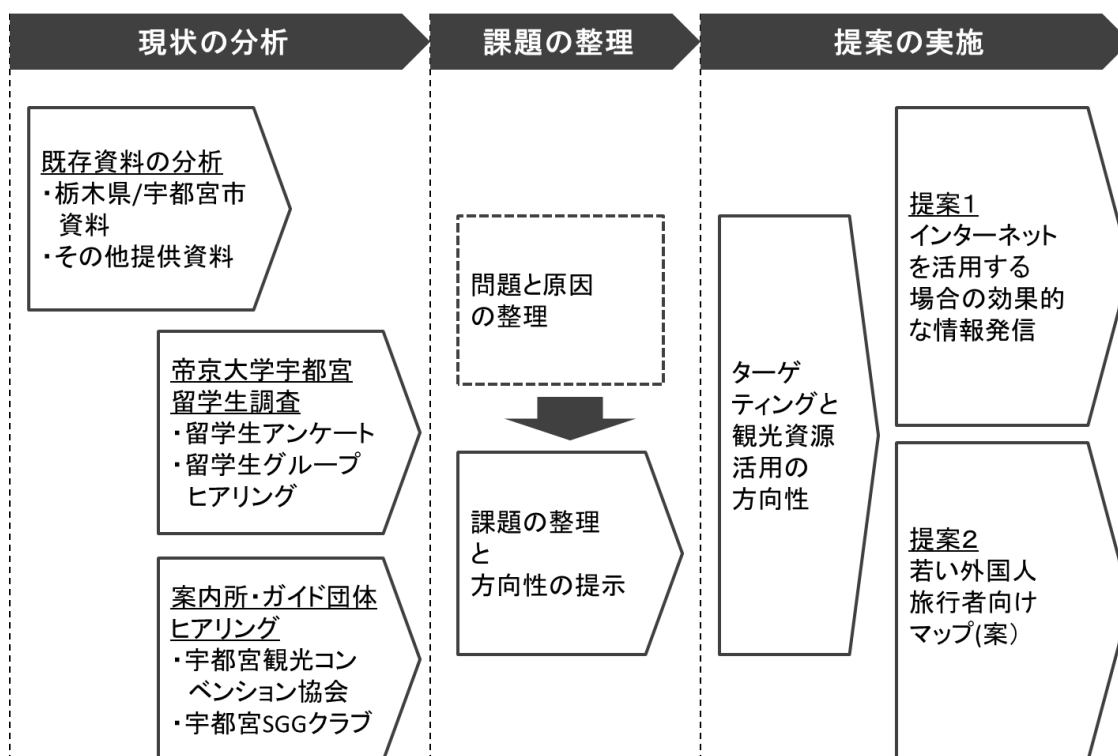 現状の分析
課題の整理
提案の実施
既存資料の分析
・栃木県/宇都宮市
資料
・その他提供資料
帝京大学宇都宮
留学生調査
・留学生アンケート
・留学生グループ
ヒアリング
案内所・ガイド団体
ヒアリング
・宇都宮観光コン
ベンション協会
・宇都宮SGGクラブ
問題と原因
の整理
課題の整理
と
方向性の提示
ターゲ
ティングと
観光資源
活用の
方向性
提案1
インターネット
を活用する
場合の効果的
な情報発信
提案2
若い外国人
旅行者向け
マップ(案）